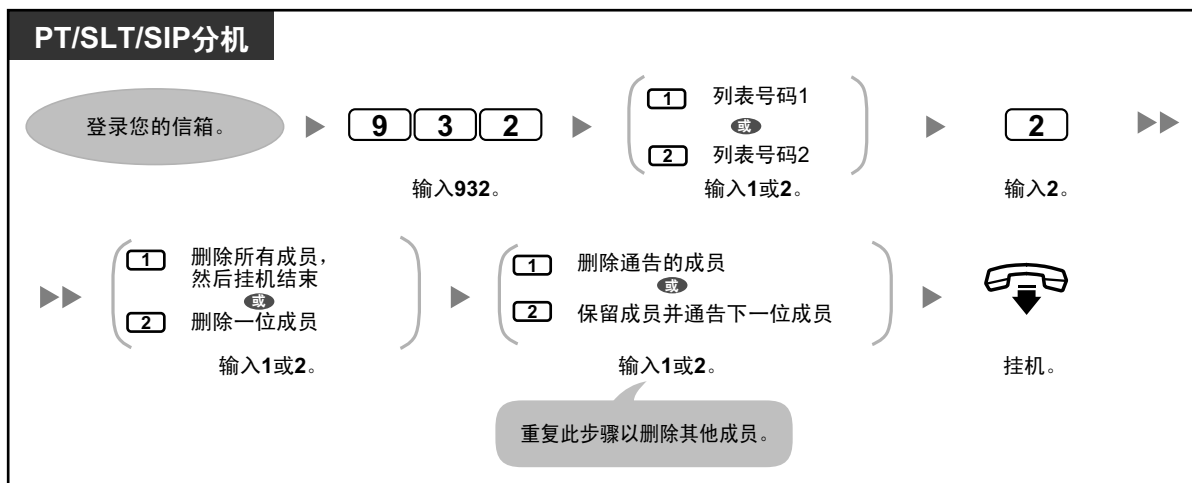 PT/SLT/SIP分机
登录您的信箱。
9 3 2
输入932。
1 列表号码1
或
2 列表号码2
输入1或2。
2
输入2。
1 删除所有成员，
然后挂机结束
或
2 删除一位成员
输入1或2。
1 删除通告的成员
或
2 保留成员并通告下一位成员
输入1或2。
重复此步骤以删除其他成员。
挂机。